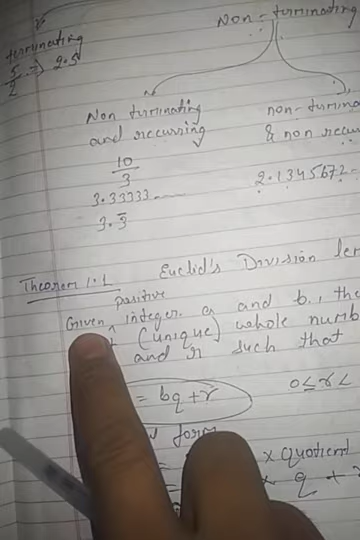 Non-terminating
terminating
5/2 => 2.5
Non terminating
and recurring
10/3
3.33333......
3.3̅
non-termina
& non recu
2.1345672-
Theorem 1.1 Euclid's Division lem
positive
Given ^ integer a and b, the
(unique) whole numb
and r such that
= bq + r
0 ≤ r <
form
= x quotient
= x q + r